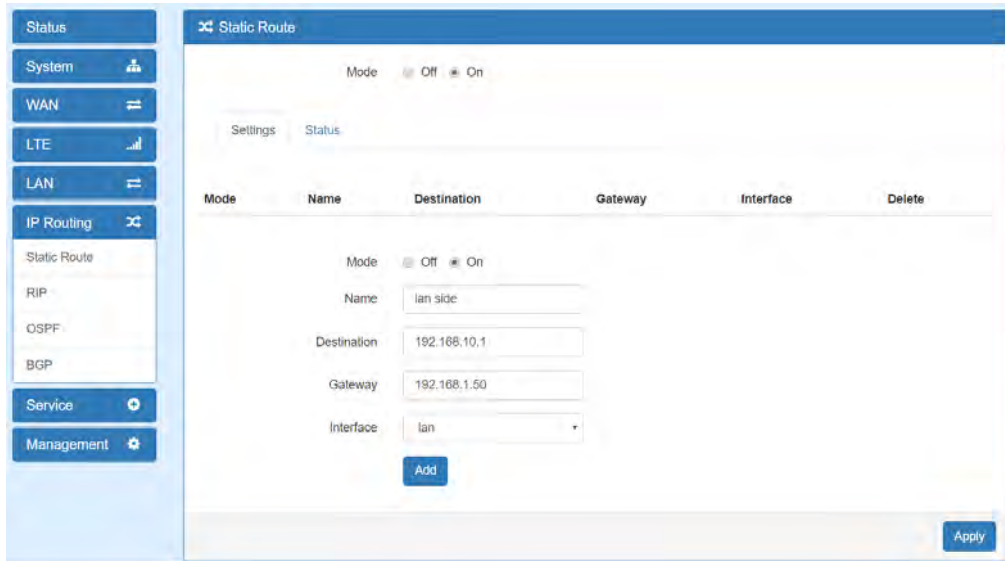 Status
System
WAN
LTE
LAN
IP Routing
Static Route
RIP
OSPF
BGP
Service
Management
Static Route
Mode Off On
Settings Status
Mode Name Destination Gateway Interface Delete
Mode Off On
Name lan side
Destination 192.168.10.1
Gateway 192.168.1.50
Interface lan
Add
Apply